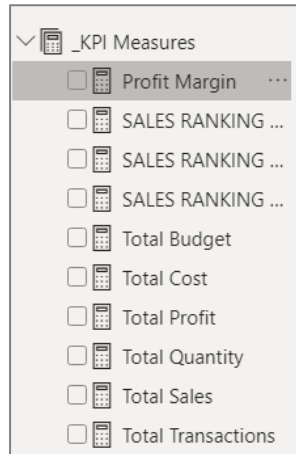 _KPI Measures
Profit Margin ...
SALES RANKING ...
SALES RANKING ...
SALES RANKING ...
Total Budget
Total Cost
Total Profit
Total Quantity
Total Sales
Total Transactions